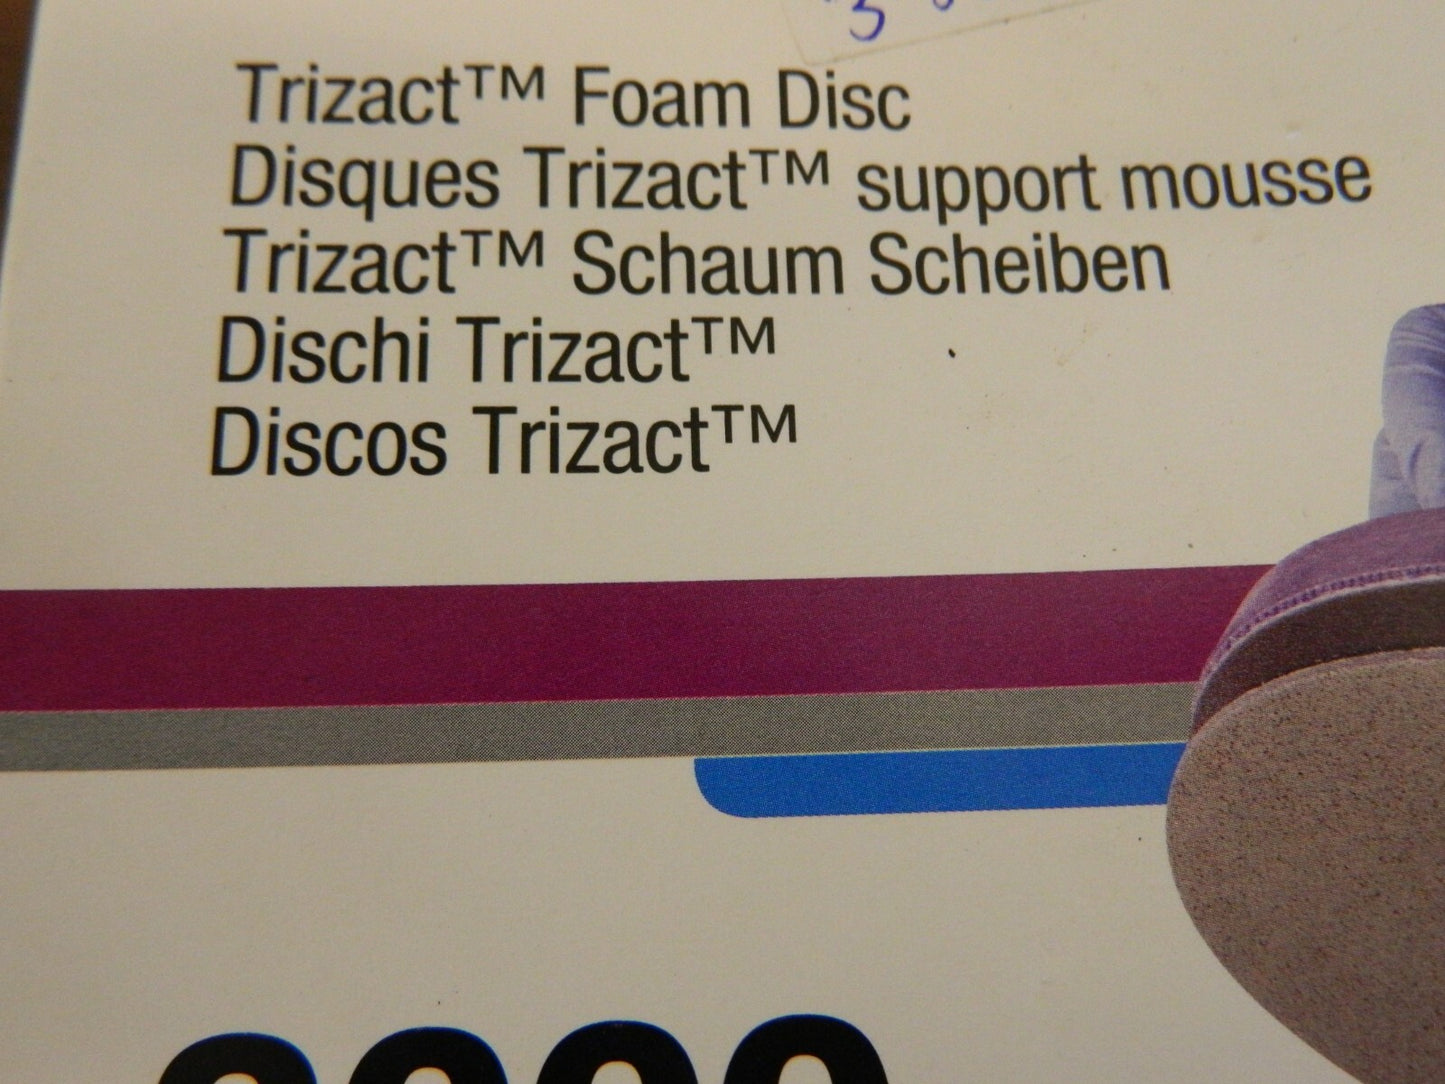 Trizact™ Foam Disc
Disques Trizact™ support mousse
Trizact™ Schaum Scheiben
Dischi Trizact™
Discos Trizact™